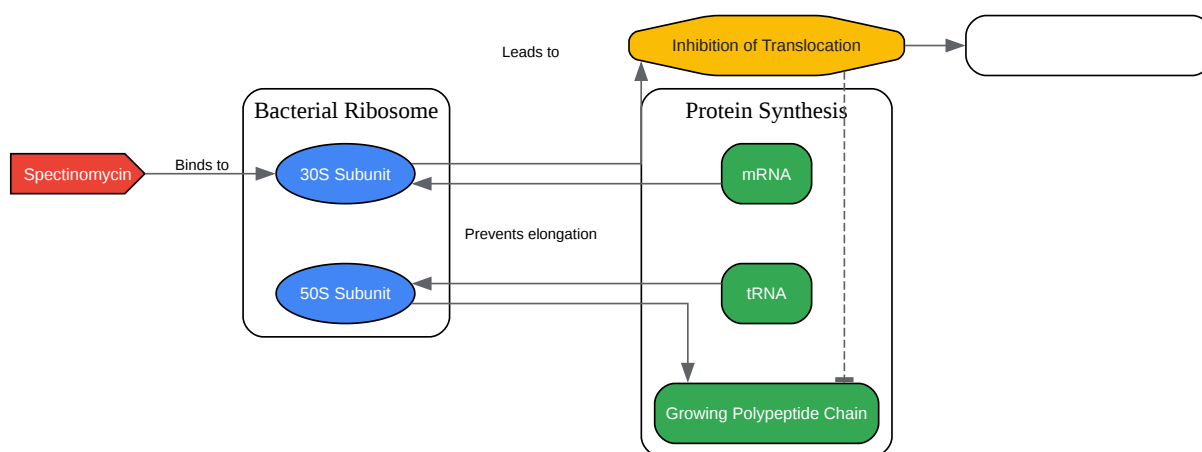 Leads to
Inhibition of Translocation
Bacterial Ribosome
Protein Synthesis
Spectinomycin
Binds to
30S Subunit
mRNA
Prevents elongation
50S Subunit
tRNA
Growing Polypeptide Chain